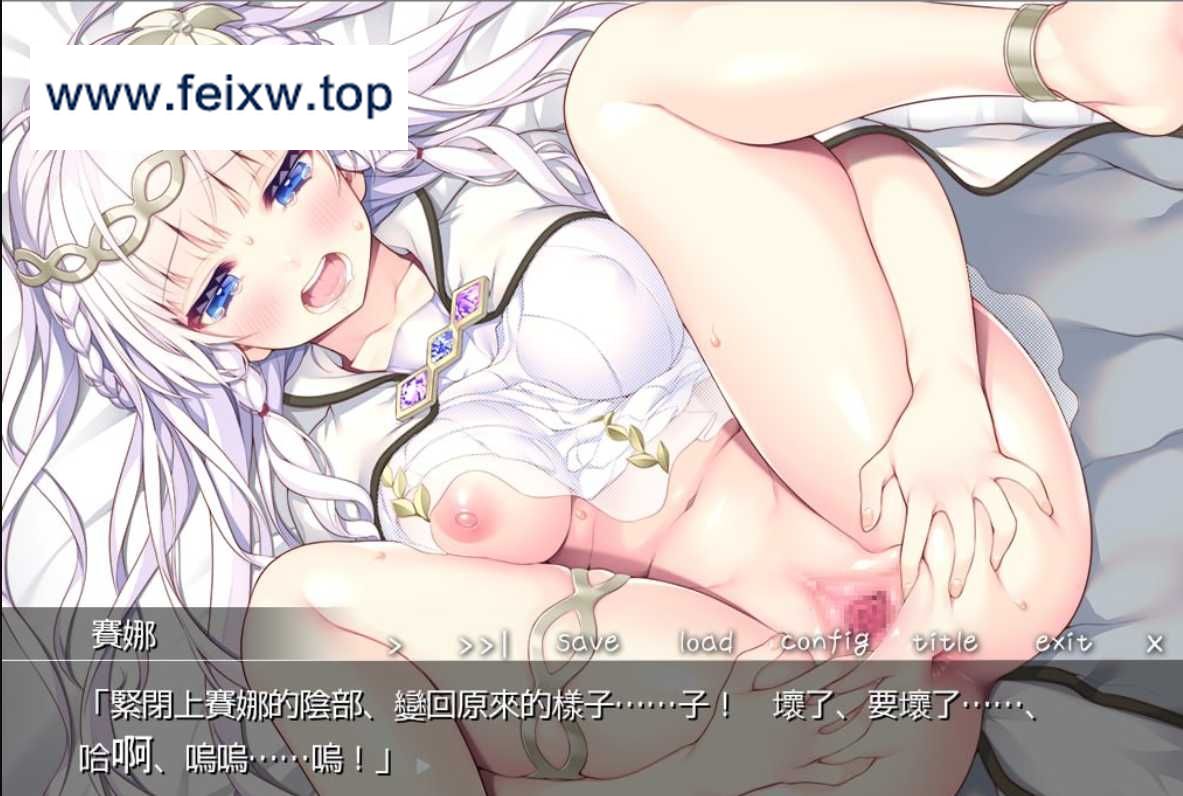 www.feixw.top
賽娜
> >>| save load config title exit x
「緊閉上賽娜的陰部、變回原來的樣子……子！　壞了、要壞了……、
哈啊、嗚嗚……嗚！」